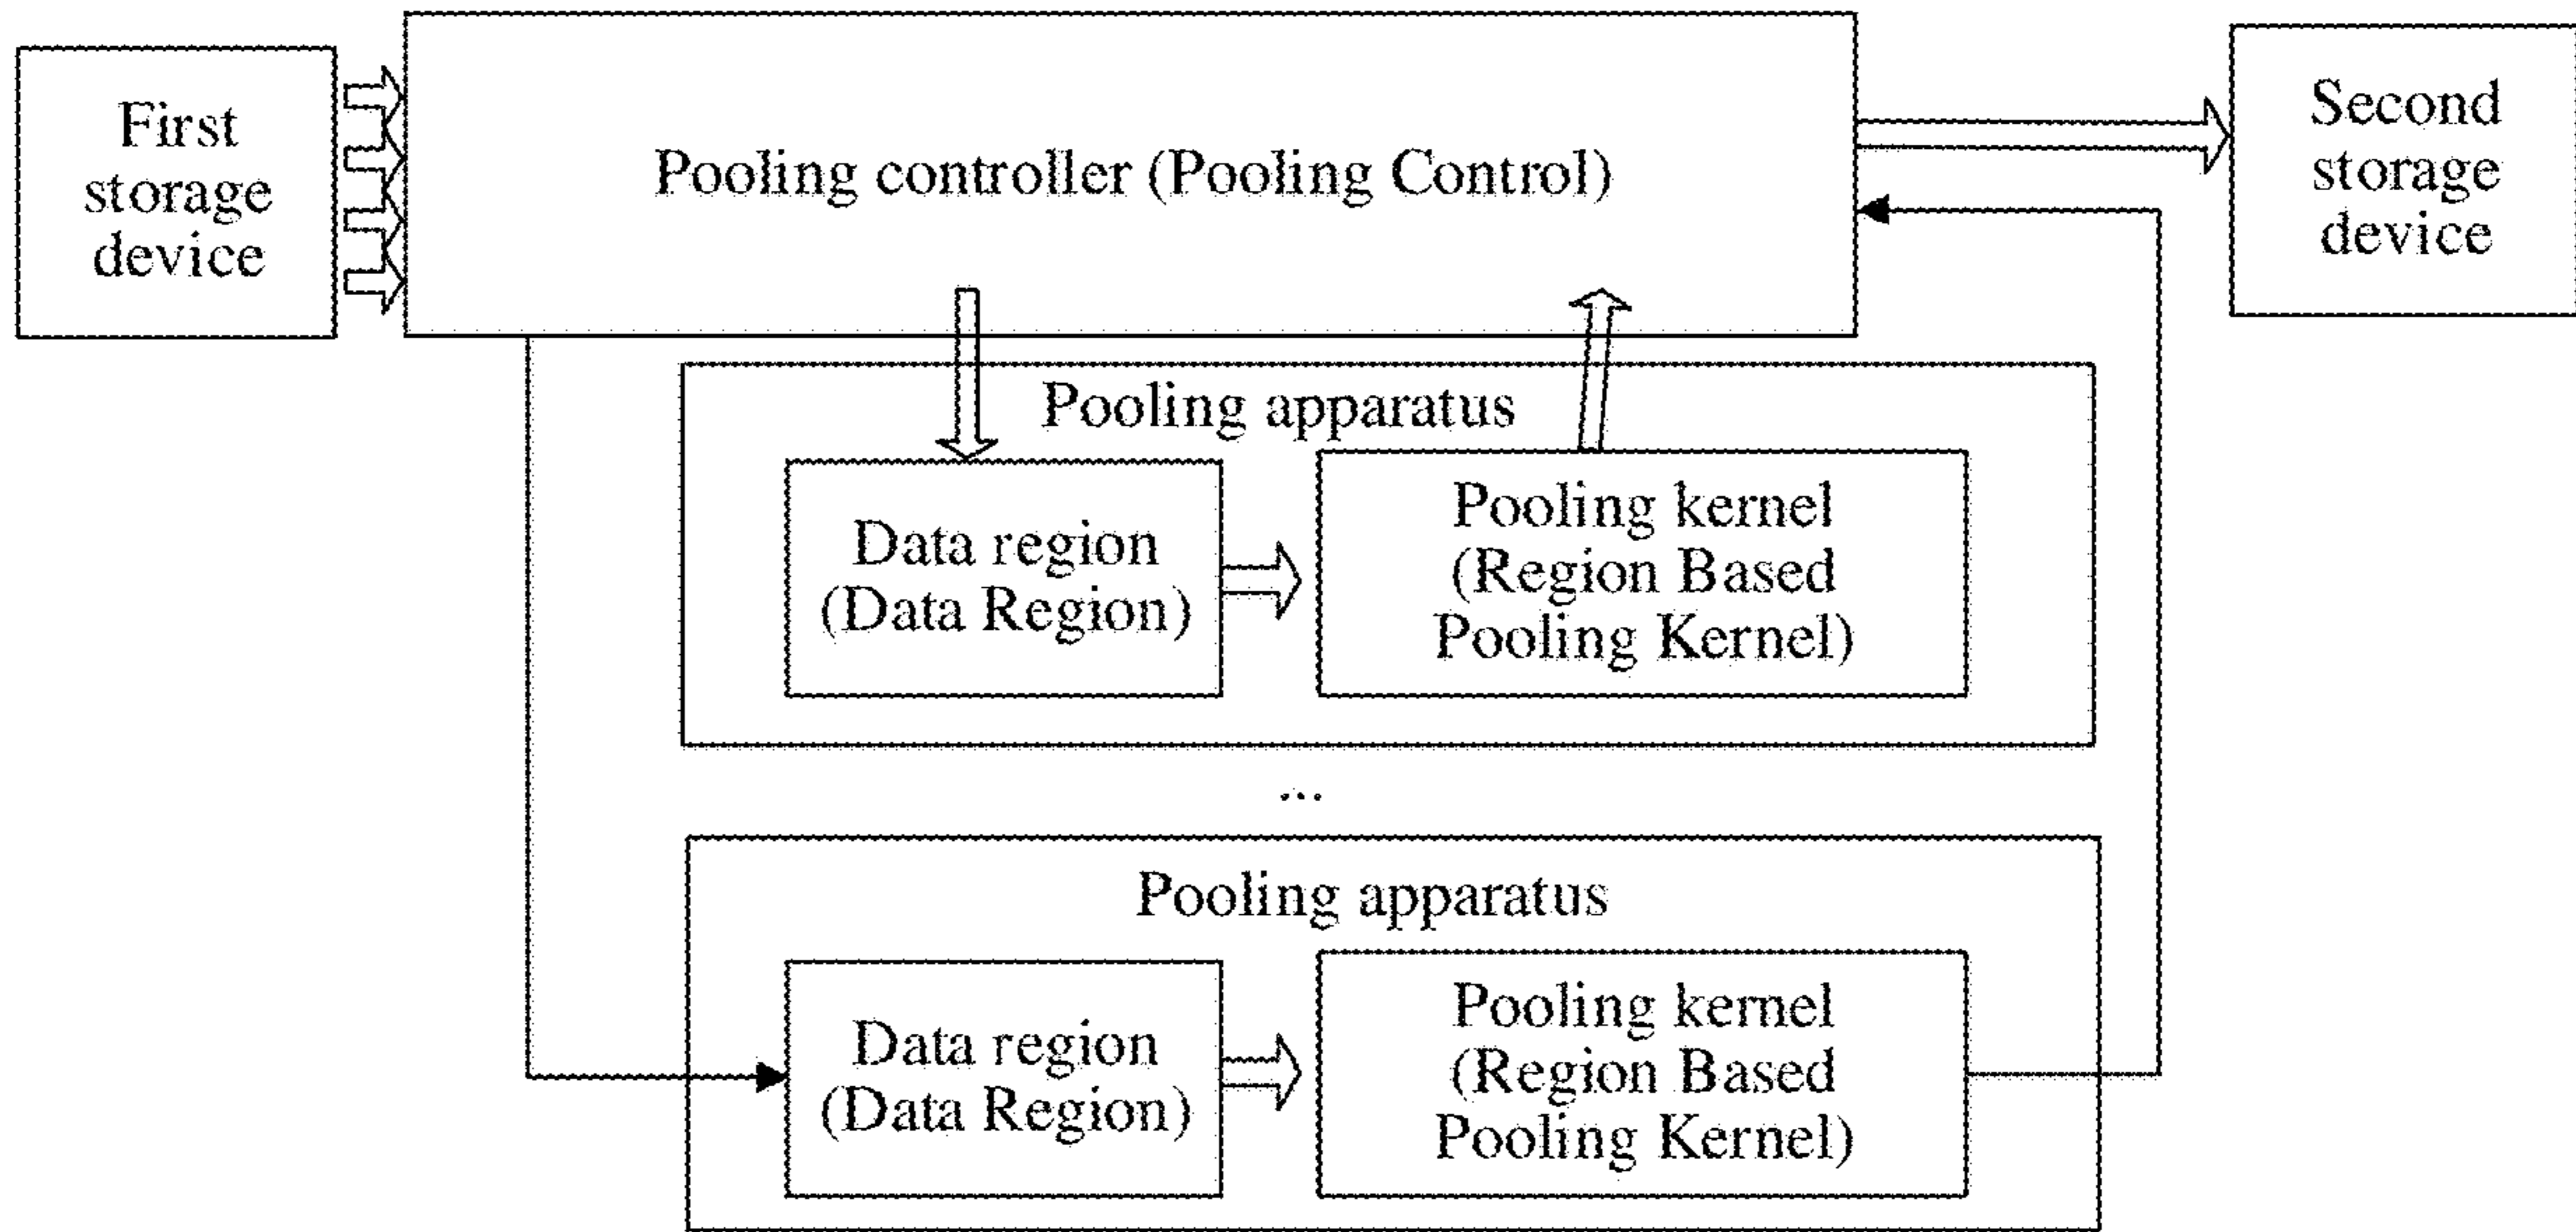 First
storage
device
Pooling controller (Pooling Control)
Second
storage
device
Pooling apparatus
Data region
(Data Region)
Pooling kernel
(Region Based
Pooling Kernel)
...
Pooling apparatus
Data region
(Data Region)
Pooling kernel
(Region Based
Pooling Kernel)